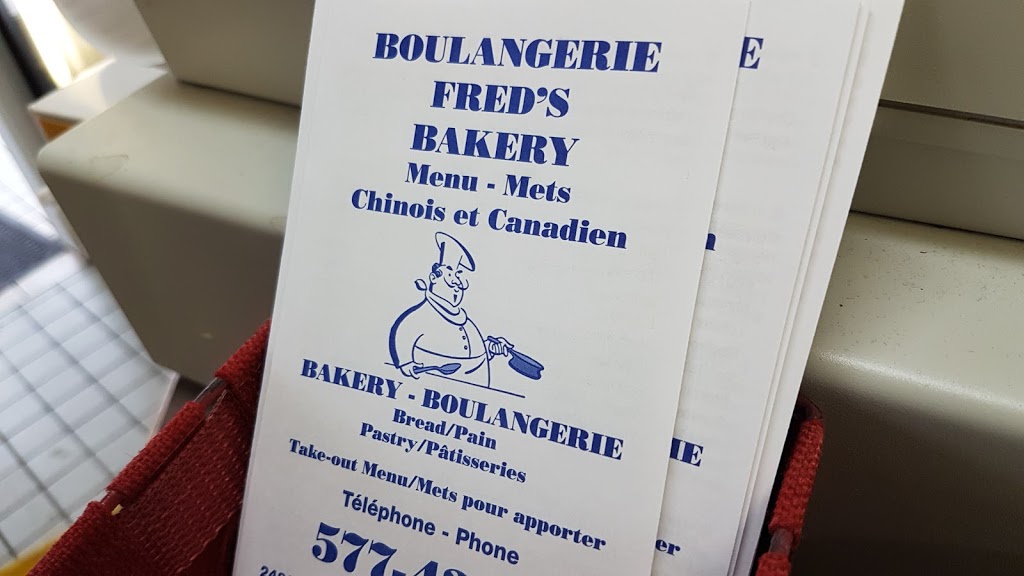 BOULANGERIE
FRED'S
BAKERY
Menu - Mets
Chinois et Canadien
BAKERY - BOULANGERIE
Bread/Pain
Pastry/Pâtisseries
Take-out Menu/Mets pour apporter
Téléphone - Phone